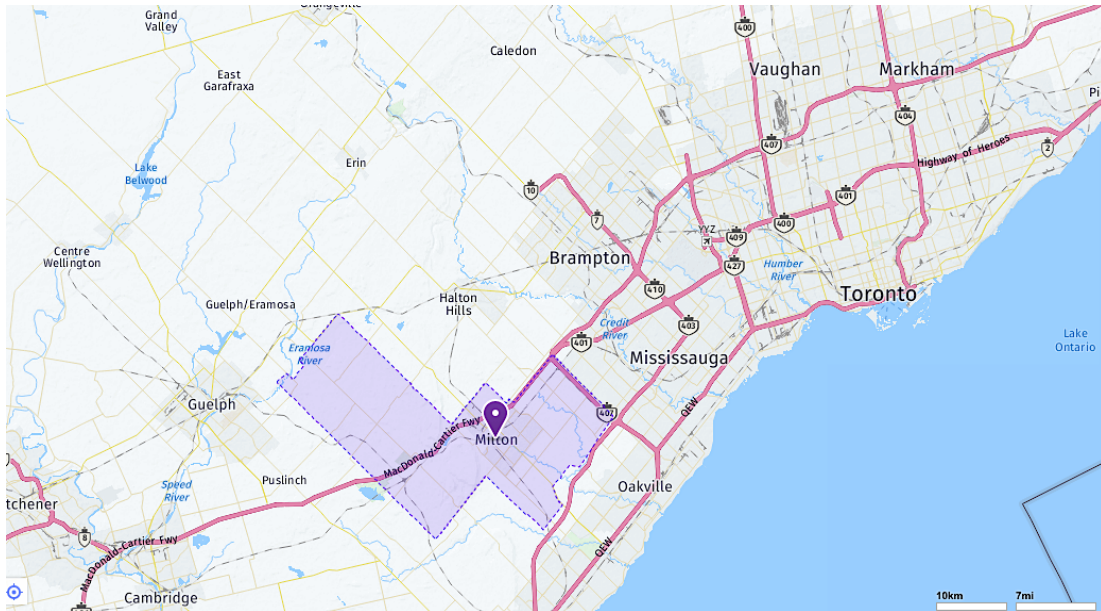 Grand
Valley
Orangeville
Caledon
400
Vaughan
Markham
Pi
East
Garafraxa
404
407
Highway of Heroes
2
Lake
Belwood
Erin
10
401
7
400
YYZ
409
Centre
Wellington
Brampton
427
Humber
River
410
Toronto
Guelph/Eramosa
Halton
Hills
403
Credit
River
401
Lake
Ontario
Eramosa
River
Mississauga
Guelph
402
QEW
Milton
MacDonald-Cartier Fwy
Puslinch
Speed
River
Oakville
tchener
8
MacDonald-Cartier Fwy
QEW
Cambridge
10km
7mi